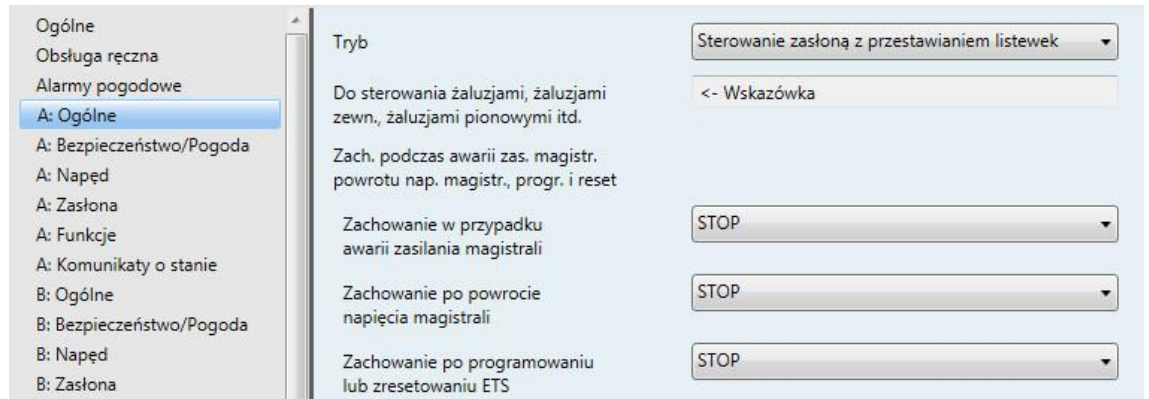 Ogólne
Obsługa ręczna
Alarmy pogodowe
A: Ogólne
A: Bezpieczeństwo/Pogoda
A: Napęd
A: Zasłona
A: Funkcje
A: Komunikaty o stanie
B: Ogólne
B: Bezpieczeństwo/Pogoda
B: Napęd
B: Zasłona
Tryb
Sterowanie zasłoną z przestawianiem listewek
Do sterowania żaluzjami, żaluzjami
zewn., żaluzjami pionowymi itd.
<- Wskazówka
Zach. podczas awarii zas. magistr.
powrotu nap. magistr., progr. i reset
Zachowanie w przypadku
awarii zasilania magistrali
STOP
Zachowanie po powrocie
napięcia magistrali
STOP
Zachowanie po programowaniu
lub zresetowaniu ETS
STOP